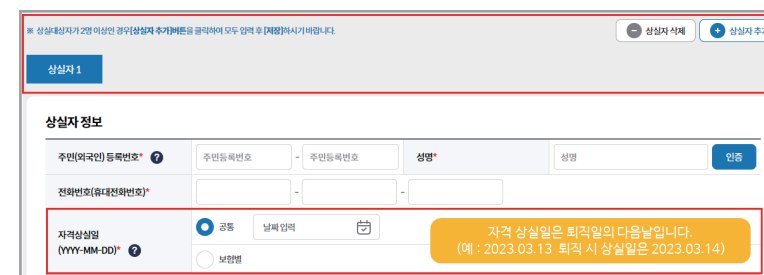 ※ 상실대상자가 2명 이상인 경우[상실자 추가]버튼을 클릭하여 모두 입력 후 [저장]하시기 바랍니다.
상실자 삭제
상실자 추가
상실자 1
상실자 정보
주민(외국인) 등록번호* ? 주민등록번호 - 주민등록번호 성명* 성명 인증
전화번호(휴대전화번호)* - -
자격상실일
(YYYY-MM-DD)* ?
공통 날짜 입력
보험별
자격 상실일은 퇴직일의 다음날입니다.
(예 : 2023.03.13 퇴직 시 상실일은 2023.03.14)